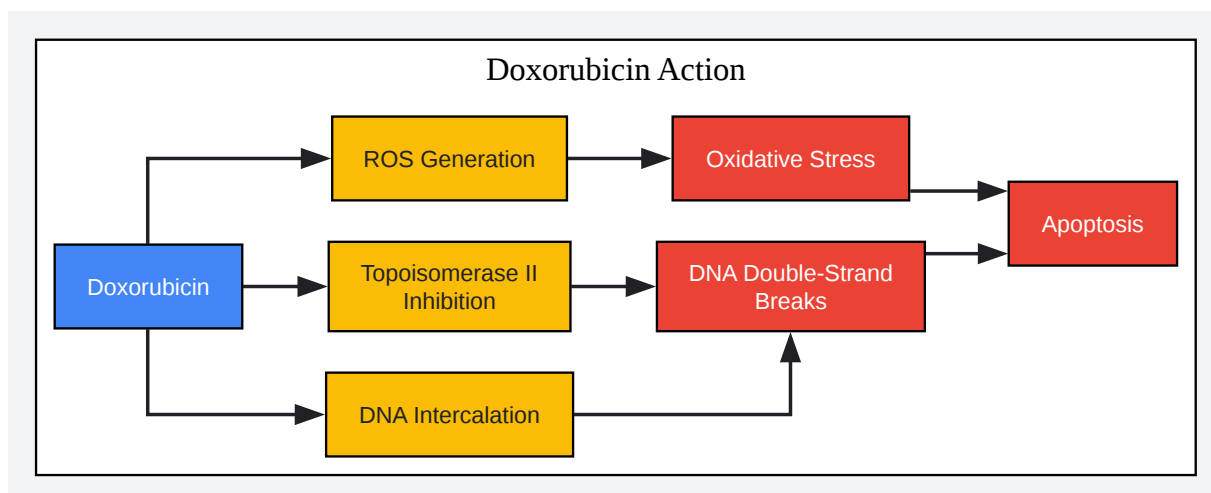 Doxorubicin Action
ROS Generation
Oxidative Stress
Apoptosis
Doxorubicin
Topoisomerase II
Inhibition
DNA Double-Strand
Breaks
DNA Intercalation